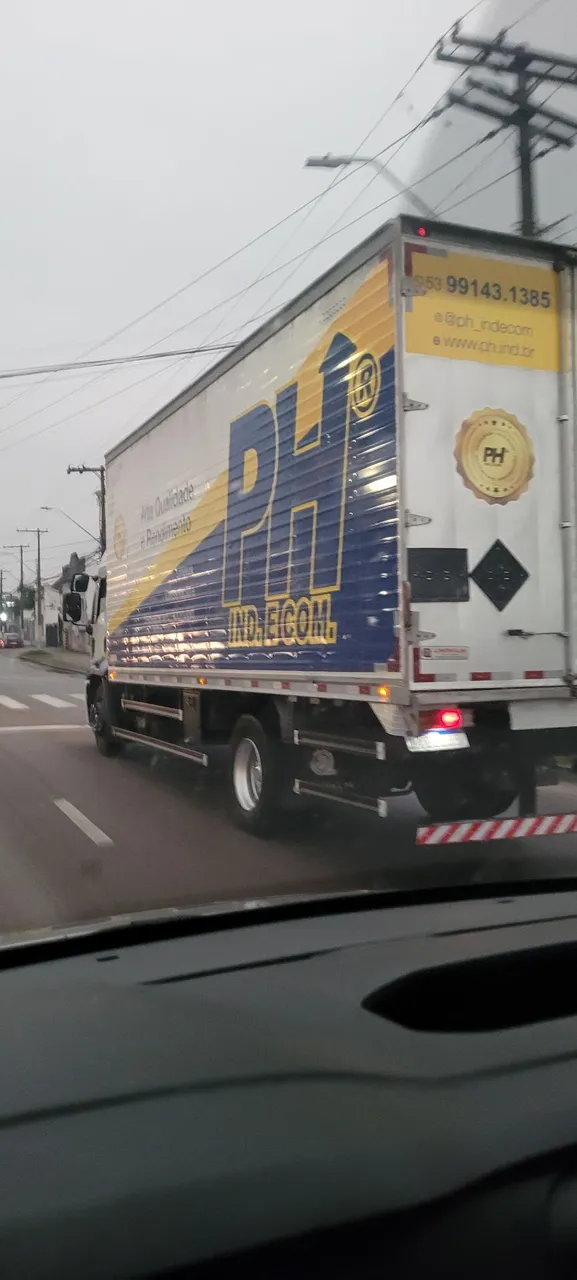 53 99143.1385
@ph_indecom
www.ph.ind.br
PH
Alta Qualidade
e Rendimento
PH®
IND. E COM.